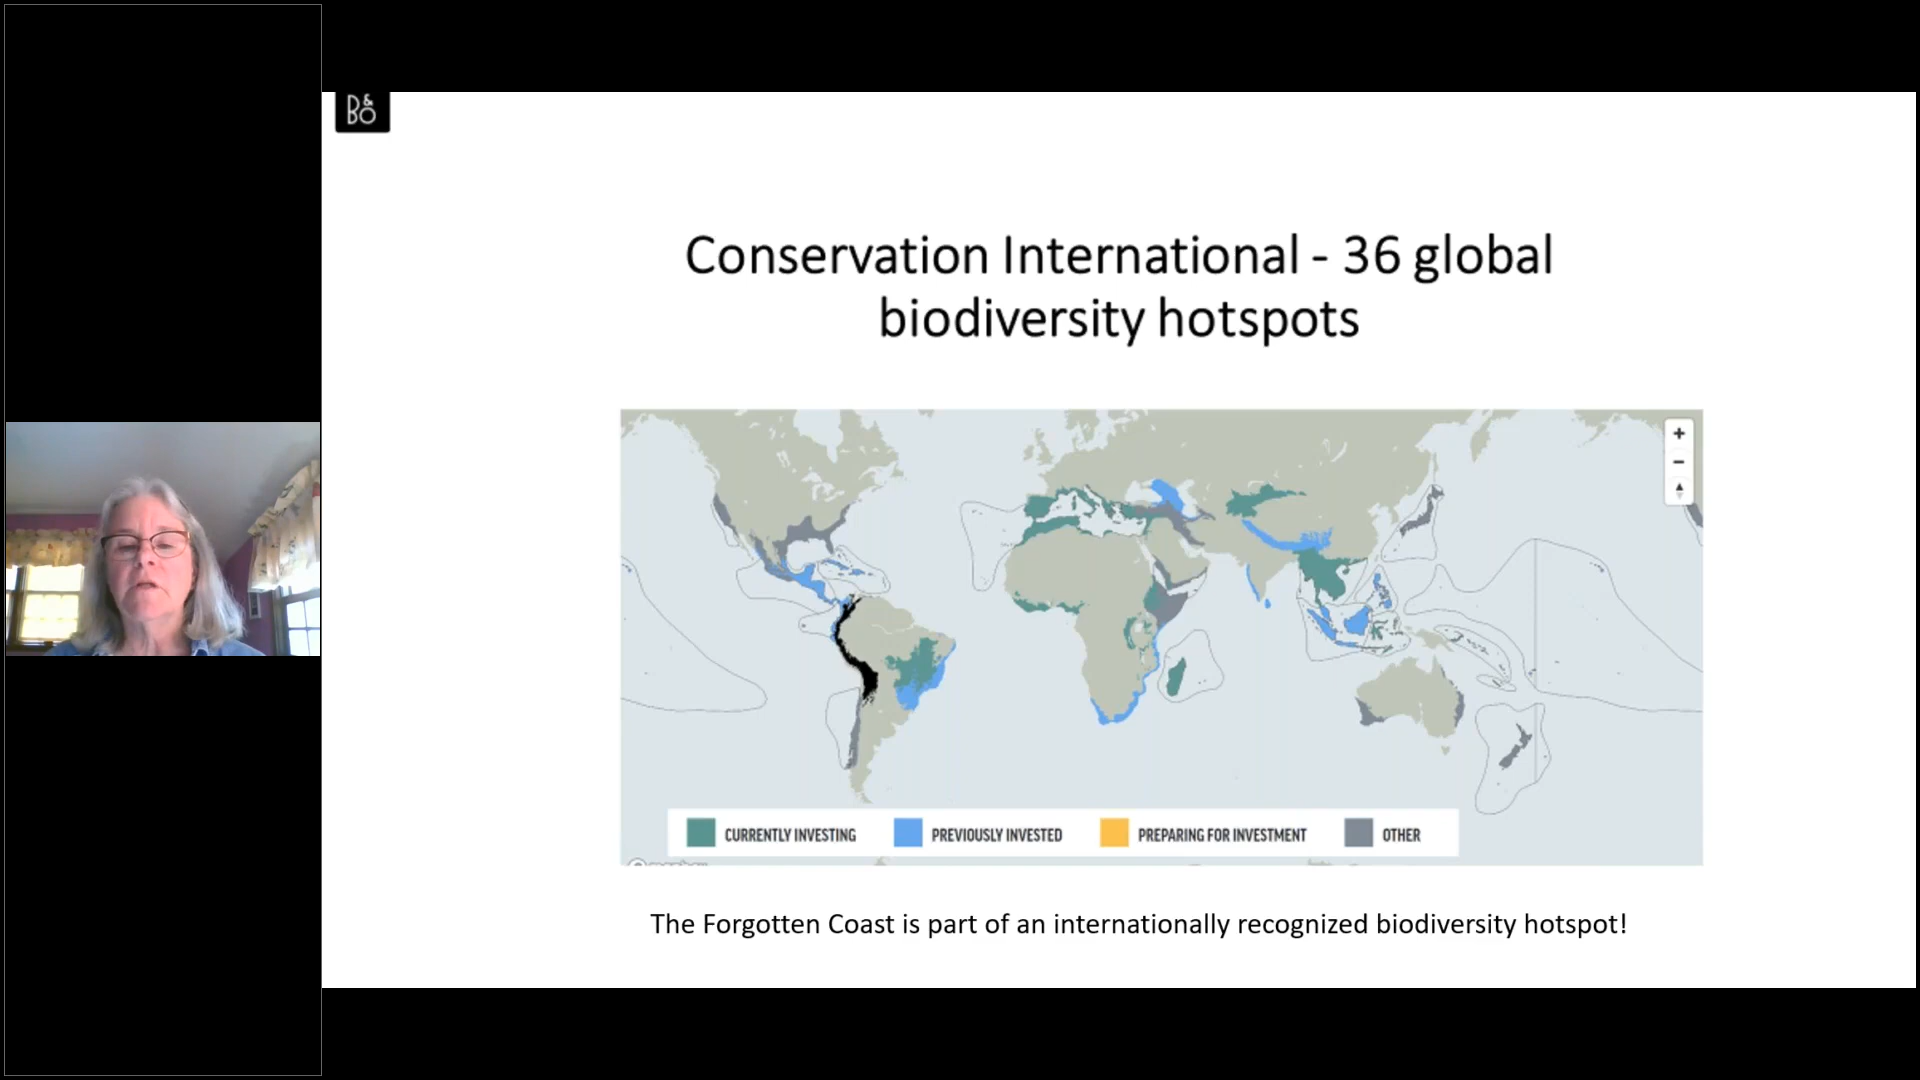 B&O
Conservation International - 36 global
biodiversity hotspots
+
−
CURRENTLY INVESTING
PREVIOUSLY INVESTED
PREPARING FOR INVESTMENT
OTHER
The Forgotten Coast is part of an internationally recognized biodiversity hotspot!